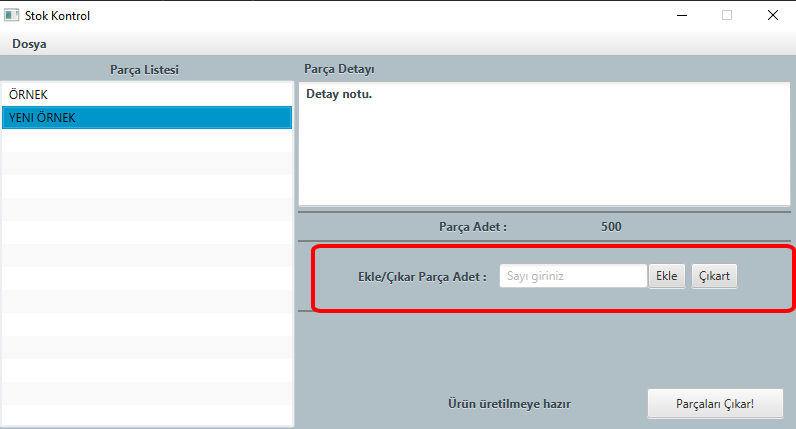 Stok Kontrol
Dosya
Parça Listesi
ÖRNEK
YENI ÖRNEK
Parça Detayı
Detay notu.
Parça Adet : 500
Ekle/Çıkar Parça Adet : Sayı giriniz Ekle Çıkart
Ürün üretilmeye hazır Parçaları Çıkar!